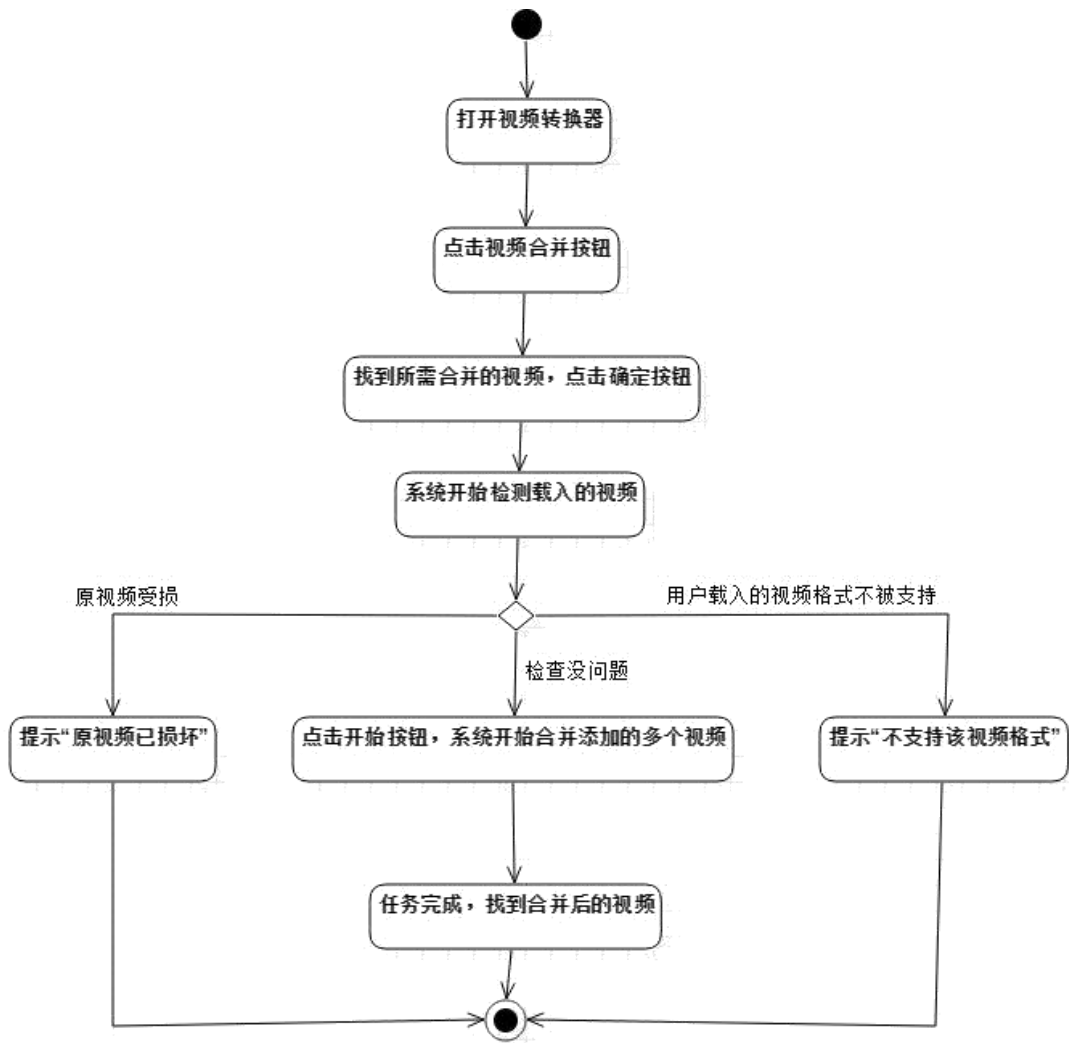 打开视频转换器
点击视频合并按钮
找到所需合并的视频，点击确定按钮
系统开始检测载入的视频
原视频受损
用户载入的视频格式不被支持
检查没问题
提示“原视频已损坏”
点击开始按钮，系统开始合并添加的多个视频
提示“不支持该视频格式”
任务完成，找到合并后的视频